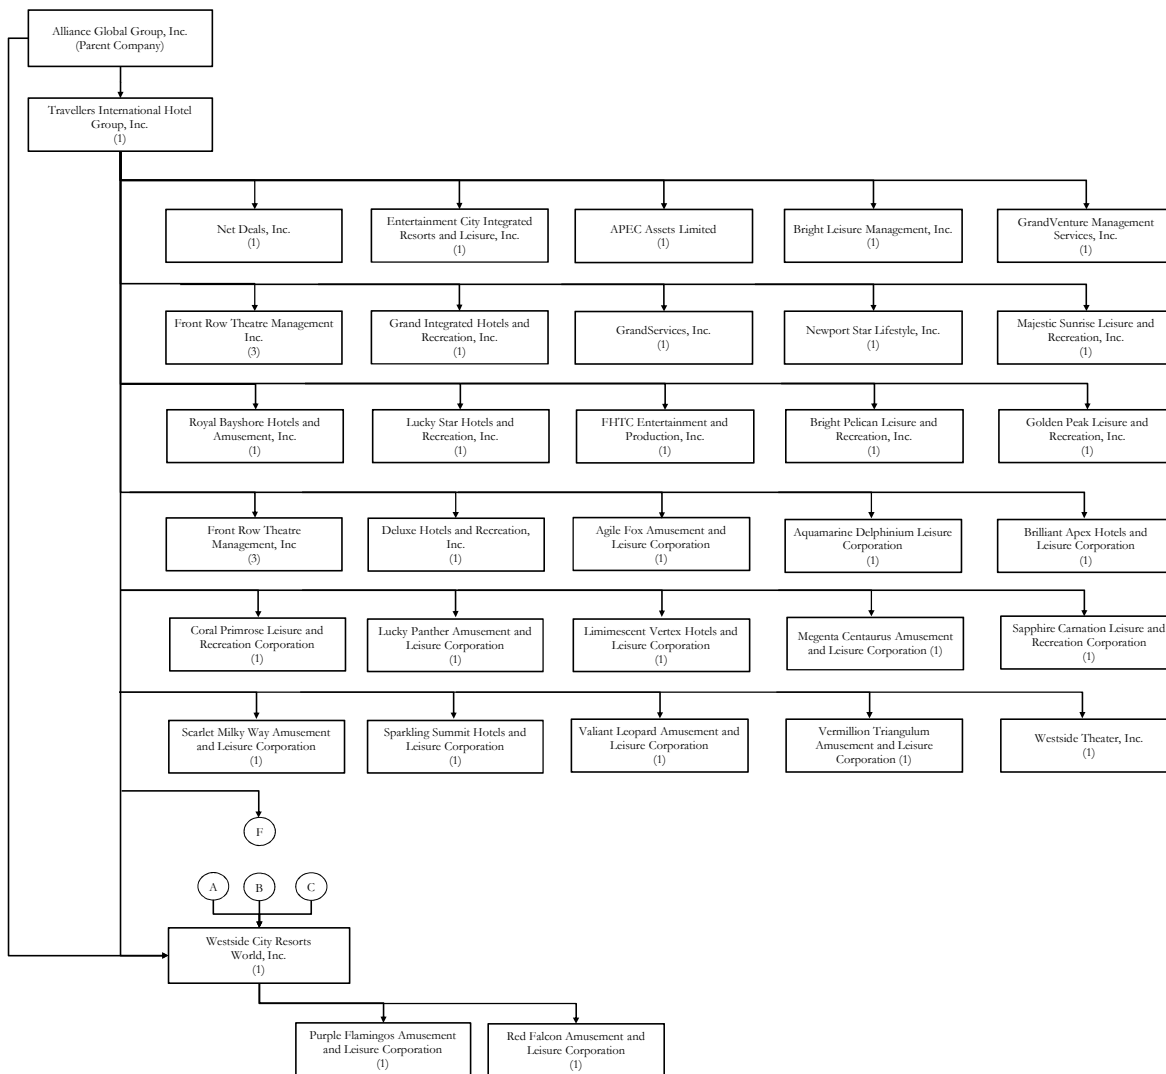 Alliance Global Group, Inc.
(Parent Company)
Travellers International Hotel
Group, Inc.
(1)
Net Deals, Inc.
(1)
Entertainment City Integrated
Resorts and Leisure, Inc.
(1)
APEC Assets Limited
(1)
Bright Leisure Management, Inc.
(1)
GrandVenture Management
Services, Inc.
(1)
Front Row Theatre Management
Inc.
(3)
Grand Integrated Hotels and
Recreation, Inc.
(1)
GrandServices, Inc.
(1)
Newport Star Lifestyle, Inc.
(1)
Majestic Sunrise Leisure and
Recreation, Inc.
(1)
Royal Bayshore Hotels and
Amusement, Inc.
(1)
Lucky Star Hotels and
Recreation, Inc.
(1)
FHTC Entertainment and
Production, Inc.
(1)
Bright Pelican Leisure and
Recreation, Inc.
(1)
Golden Peak Leisure and
Recreation, Inc.
(1)
Front Row Theatre
Management, Inc
(3)
Deluxe Hotels and Recreation,
Inc.
(1)
Agile Fox Amusement and
Leisure Corporation
(1)
Aquamarine Delphinium Leisure
Corporation
(1)
Brilliant Apex Hotels and
Leisure Corporation
(1)
Coral Primrose Leisure and
Recreation Corporation
(1)
Lucky Panther Amusement and
Leisure Corporation
(1)
Limimescent Vertex Hotels and
Leisure Corporation
(1)
Megenta Centaurus Amusement
and Leisure Corporation (1)
Sapphire Carnation Leisure and
Recreation Corporation
(1)
Scarlet Milky Way Amusement
and Leisure Corporation
(1)
Sparkling Summit Hotels and
Leisure Corporation
(1)
Valiant Leopard Amusement and
Leisure Corporation
(1)
Vermillion Triangulum
Amusement and Leisure
Corporation (1)
Westside Theater, Inc.
(1)
F
A
B
C
Westside City Resorts
World, Inc.
(1)
Purple Flamingos Amusement
and Leisure Corporation
(1)
Red Falcon Amusement and
Leisure Corporation
(1)